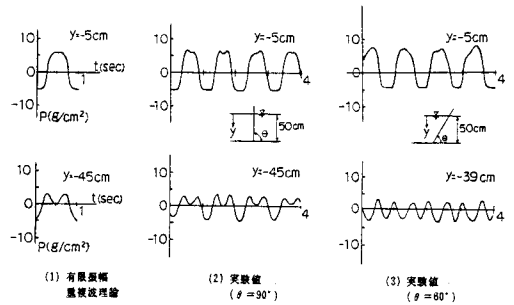 y=-5cm
10
0
-10
1
t(sec)
P(g/cm²)
y=-5cm
10
0
-10
4
y
θ
50cm
y=-5cm
10
0
-10
4
y
θ
50cm
y=-45cm
10
0
-10
1
t(sec)
P(g/cm²)
y=-45cm
10
0
-10
4
y=-39cm
10
0
-10
4
(1) 有限振幅
重複波理論
(2) 実験値
(θ=90°)
(3) 実験値
(θ=60°)